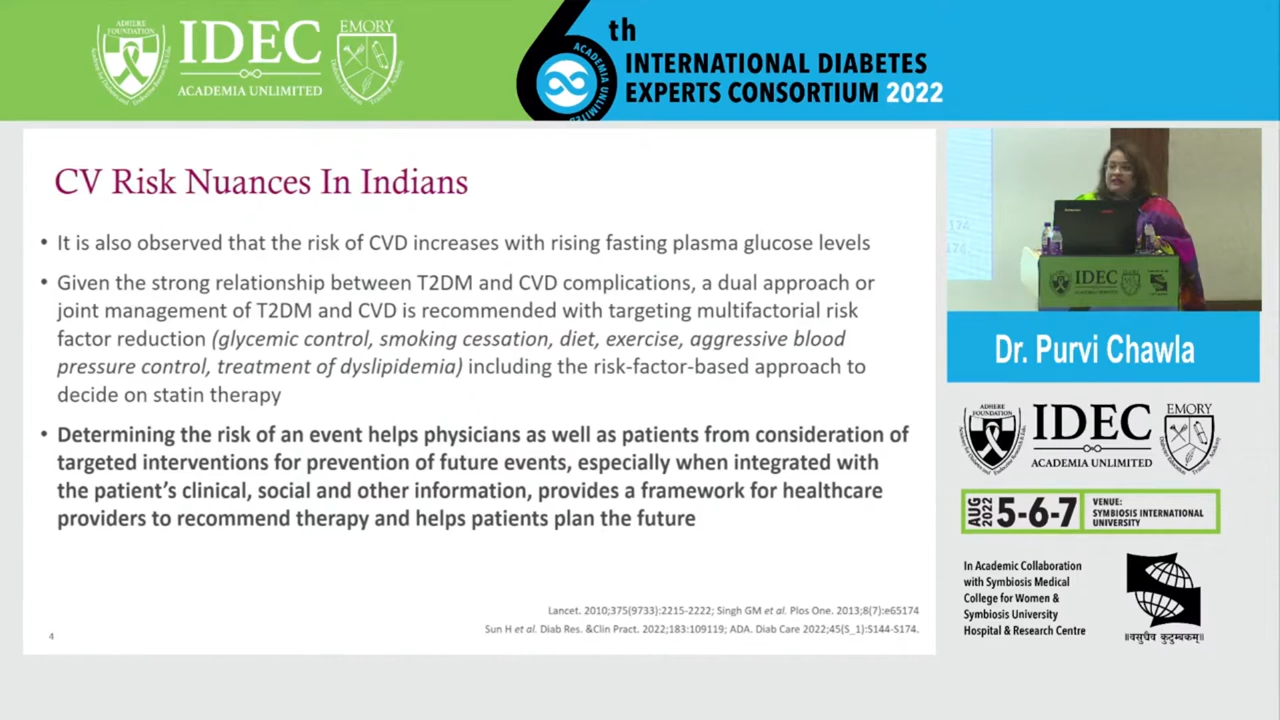 ADHERE
FOUNDATION
IDEC
ACADEMIA UNLIMITED
EMORY
6th
ACADEMIA UNLIMITED
INTERNATIONAL DIABETES
EXPERTS CONSORTIUM 2022
CV Risk Nuances In Indians
• It is also observed that the risk of CVD increases with rising fasting plasma glucose levels
• Given the strong relationship between T2DM and CVD complications, a dual approach or
joint management of T2DM and CVD is recommended with targeting multifactorial risk
factor reduction (glycemic control, smoking cessation, diet, exercise, aggressive blood
pressure control, treatment of dyslipidemia) including the risk-factor-based approach to
decide on statin therapy
• Determining the risk of an event helps physicians as well as patients from consideration of
targeted interventions for prevention of future events, especially when integrated with
the patient's clinical, social and other information, provides a framework for healthcare
providers to recommend therapy and helps patients plan the future
Lancet. 2010;375(9733):2215-2222; Singh GM et al. Plos One. 2013;8(7):e65174
Sun H et al. Diab Res. &Clin Pract. 2022;183:109119; ADA. Diab Care 2022;45(S_1):S144-S174.
4
IDEC
Dr. Purvi Chawla
ADHERE
FOUNDATION
IDEC
ACADEMIA UNLIMITED
EMORY
AUG
2022
5-6-7
VENUE:
SYMBIOSIS INTERNATIONAL
UNIVERSITY
In Academic Collaboration
with Symbiosis Medical
College for Women &
Symbiosis University
Hospital & Research Centre
॥वसुधैव कुटुम्बकम्॥